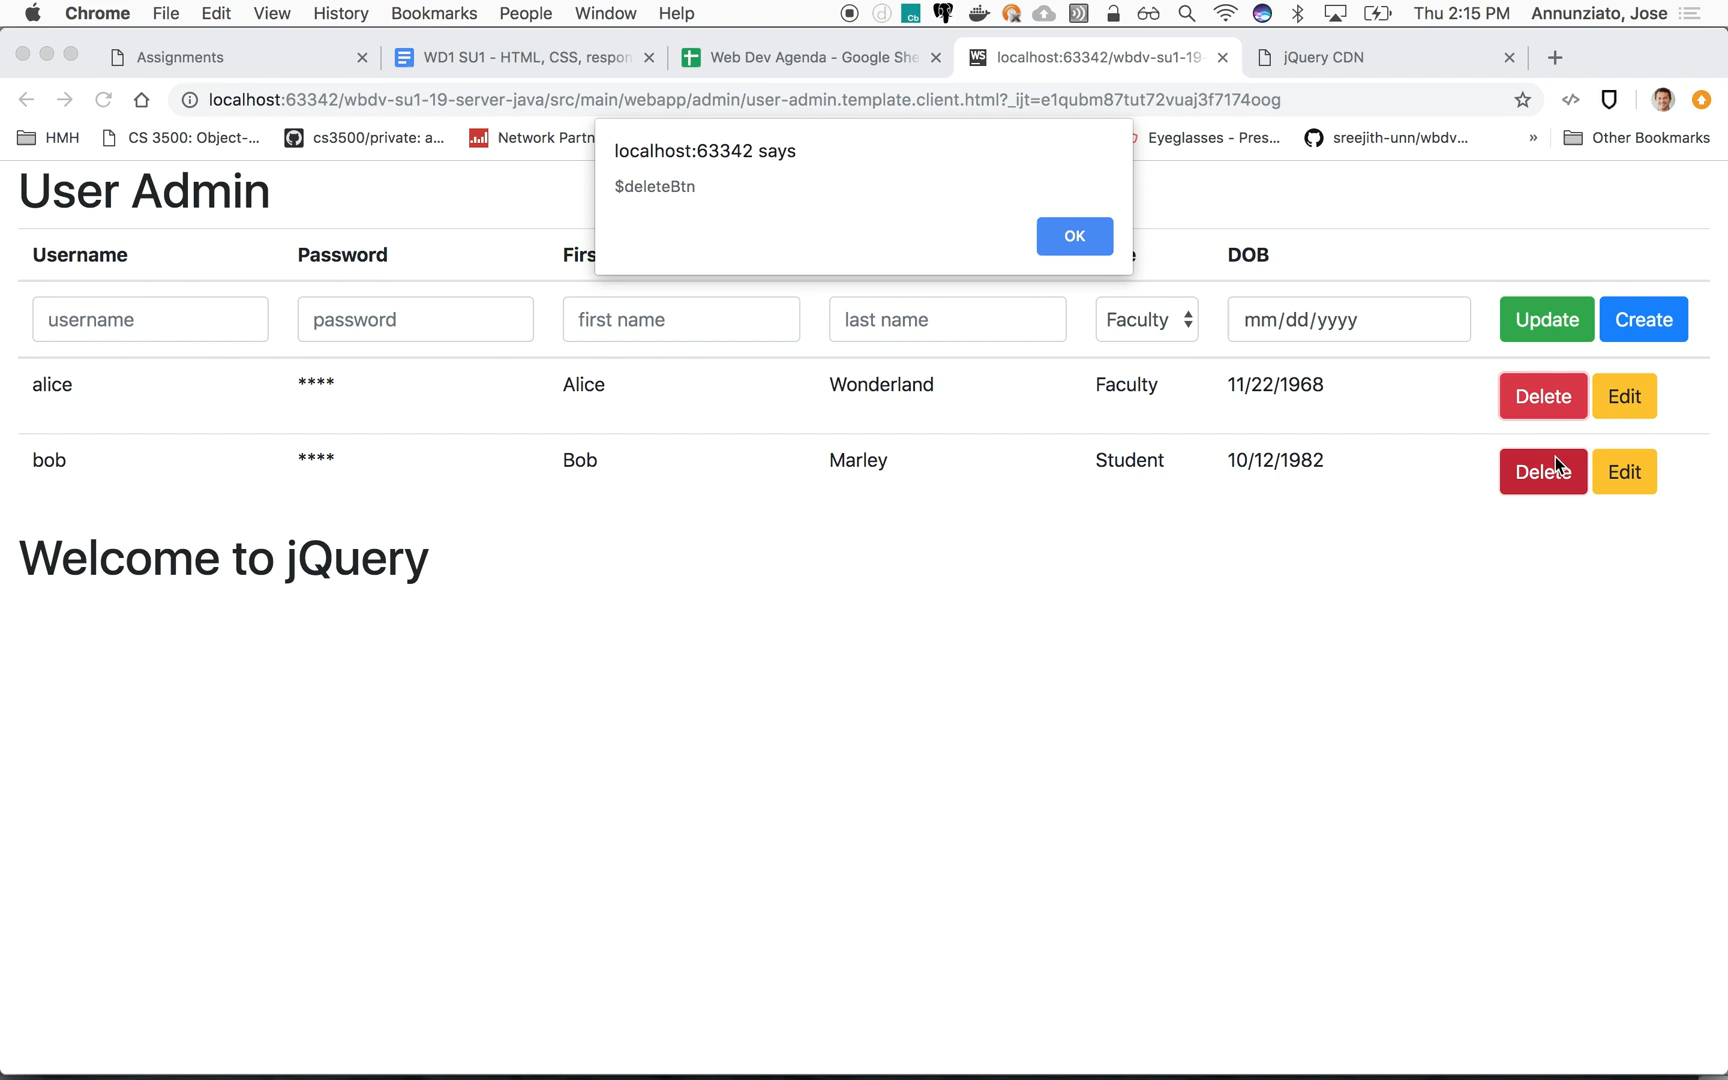 Chrome File Edit View History Bookmarks People Window Help Thu 2:15 PM Annunziato, Jose
Assignments WD1 SU1 - HTML, CSS, respon Web Dev Agenda - Google She localhost:63342/wbdv-su1-19- jQuery CDN
localhost:63342/wbdv-su1-19-server-java/src/main/webapp/admin/user-admin.template.client.html?_ijt=e1qubm87tut72vuaj3f7174oog
HMH CS 3500: Object-... cs3500/private: a... Network Partn Eyeglasses - Pres... sreejith-unn/wbdv... » Other Bookmarks
localhost:63342 says
$deleteBtn
OK
User Admin
Username Password Firs e DOB
username password first name last name Faculty mm/dd/yyyy Update Create
alice **** Alice Wonderland Faculty 11/22/1968 Delete Edit
bob **** Bob Marley Student 10/12/1982 Delete Edit
Welcome to jQuery